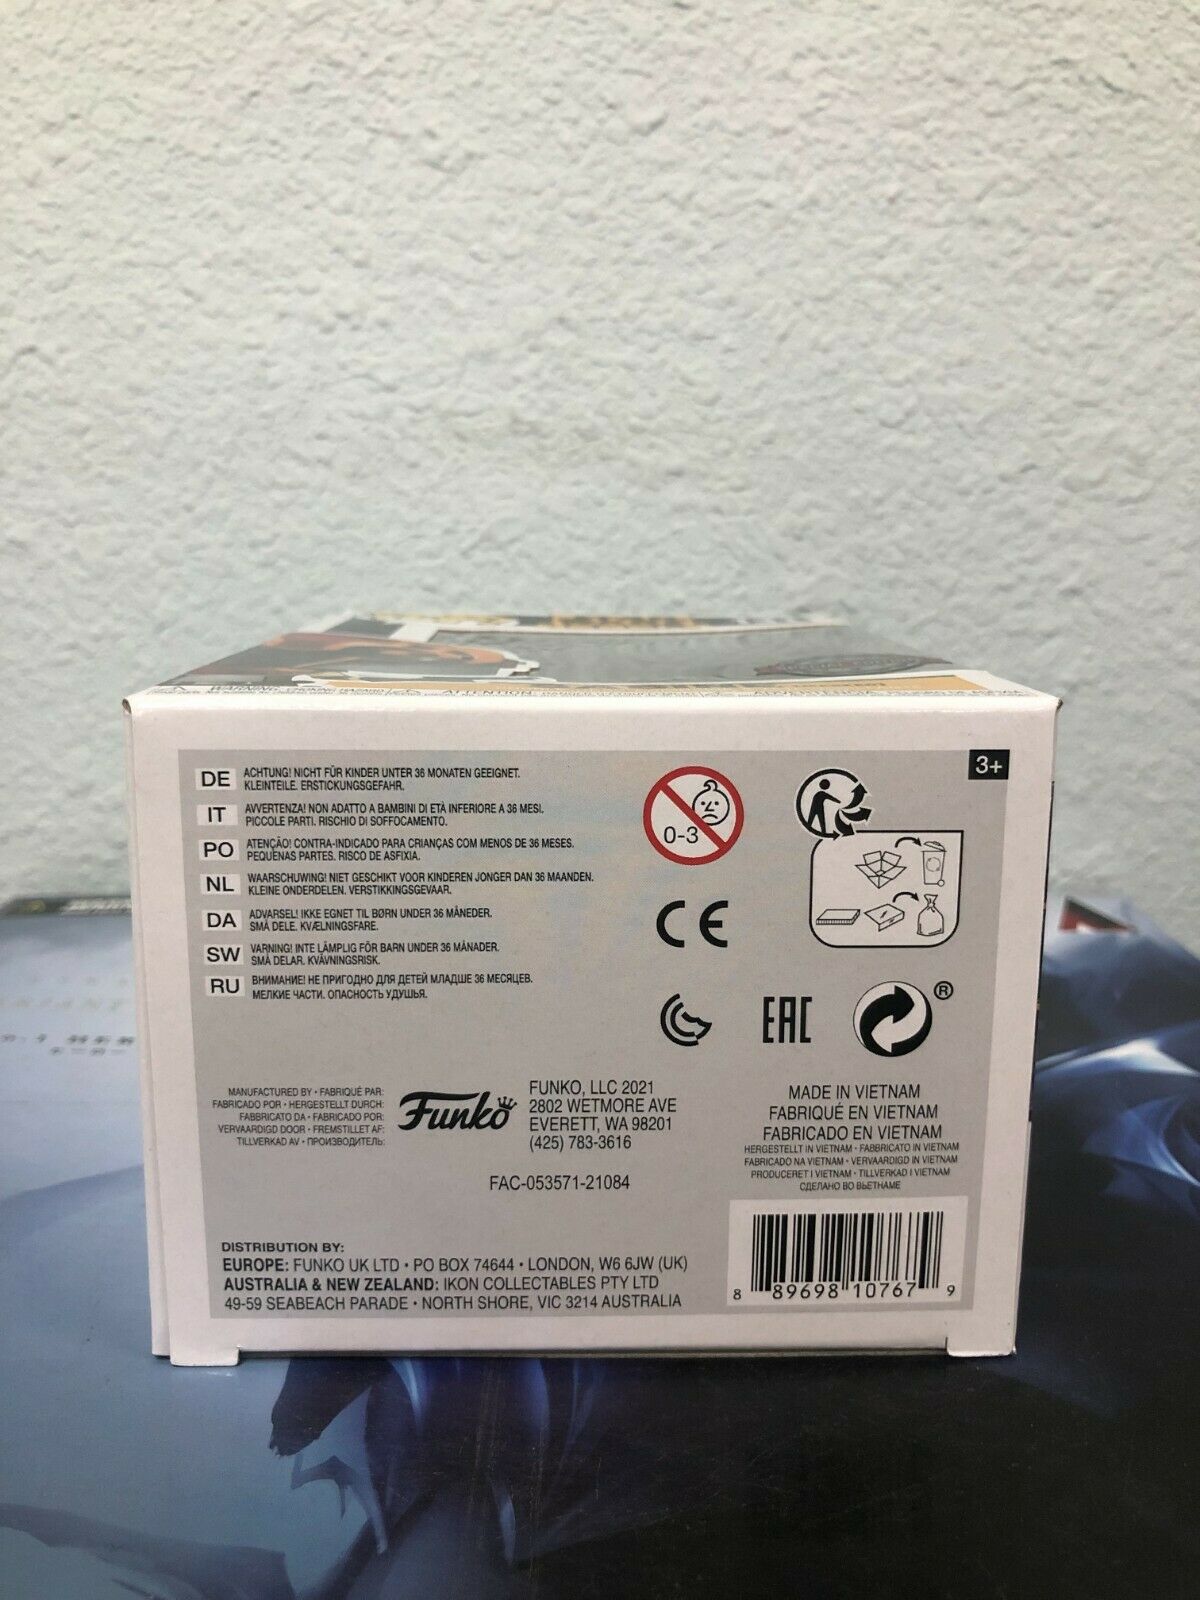 WARNING: CHOKING HAZARD
ATTENTION
3+
DE ACHTUNG! NICHT FÜR KINDER UNTER 36 MONATEN GEEIGNET.
KLEINTEILE. ERSTICKUNGSGEFAHR.
IT AVVERTENZA! NON ADATTO A BAMBINI DI ETÀ INFERIORE A 36 MESI.
PICCOLE PARTI. RISCHIO DI SOFFOCAMENTO.
PO ATENÇÃO! CONTRA-INDICADO PARA CRIANÇAS COM MENOS DE 36 MESES.
PEQUENAS PARTES. RISCO DE ASFIXIA.
NL WAARSCHUWING! NIET GESCHIKT VOOR KINDEREN JONGER DAN 36 MAANDEN.
KLEINE ONDERDELEN. VERSTIKKINGSGEVAAR.
DA ADVARSEL! IKKE EGNET TIL BØRN UNDER 36 MÅNEDER.
SMÅ DELE. KVÆLNINGSFARE.
SW VARNING! INTE LÄMPLIG FÖR BARN UNDER 36 MÅNADER.
SMÅ DELAR. KVÄVNINGSRISK.
RU ВНИМАНИЕ! НЕ ПРИГОДНО ДЛЯ ДЕТЕЙ МЛАДШЕ 36 МЕСЯЦЕВ.
МЕЛКИЕ ЧАСТИ. ОПАСНОСТЬ УДУШЬЯ.
0-3
CE
EAC
®
MANUFACTURED BY • FABRIQUÉ PAR:
FABRICADO POR • HERGESTELLT DURCH:
FABBRICATO DA • FABRICADO POR:
VERVAARDIGD DOOR • FREMSTILLET AF:
TILLVERKAD AV • ПРОИЗВОДИТЕЛЬ:
Funko
FUNKO, LLC 2021
2802 WETMORE AVE
EVERETT, WA 98201
(425) 783-3616
FAC-053571-21084
MADE IN VIETNAM
FABRIQUÉ EN VIETNAM
FABRICADO EN VIETNAM
HERGESTELLT IN VIETNAM • FABBRICATO IN VIETNAM
FABRICADO NA VIETNAM • VERVAARDIGD IN VIETNAM
PRODUCERET I VIETNAM • TILLVERKAD I VIETNAM
СДЕЛАНО ВО ВЬЕТНАМЕ
DISTRIBUTION BY:
EUROPE: FUNKO UK LTD • PO BOX 74644 • LONDON, W6 6JW (UK)
AUSTRALIA & NEW ZEALAND: IKON COLLECTABLES PTY LTD
49-59 SEABEACH PARADE • NORTH SHORE, VIC 3214 AUSTRALIA
8 89698 10767 9